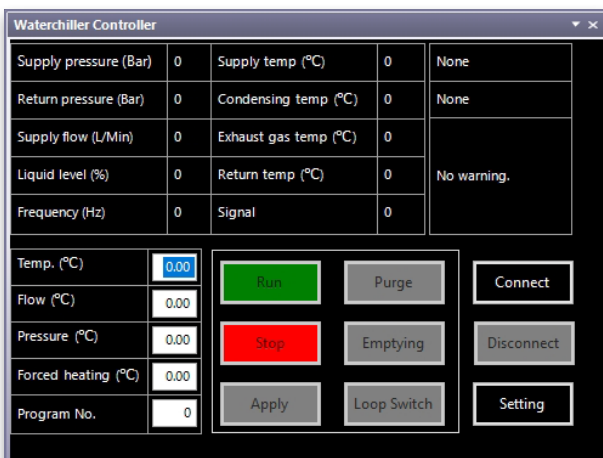 Waterchiller Controller
Supply pressure (Bar) 0 Supply temp (℃) 0 None
Return pressure (Bar) 0 Condensing temp (℃) 0 None
Supply flow (L/Min) 0 Exhaust gas temp (℃) 0
Liquid level (%) 0 Return temp (℃) 0 No warning.
Frequency (Hz) 0 Signal 0
Temp. (℃) 0.00
Flow (℃) 0.00
Pressure (℃) 0.00
Forced heating (℃) 0.00
Program No. 0
Run Purge Connect
Stop Emptying Disconnect
Apply Loop Switch Setting